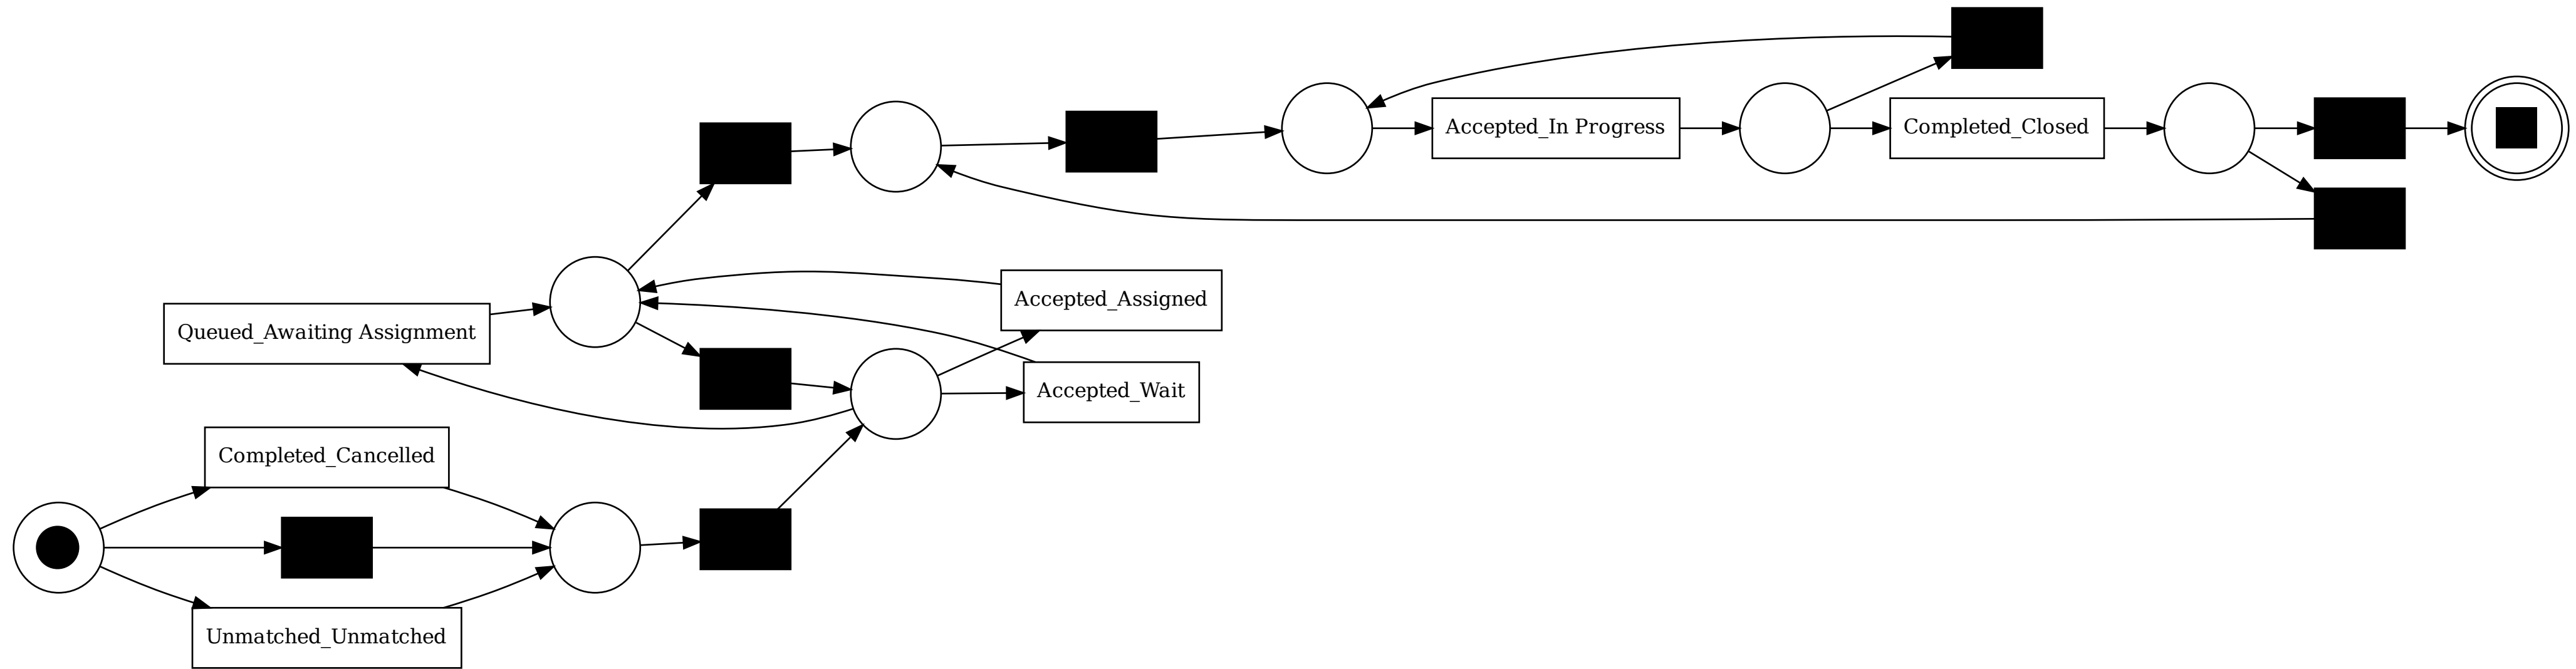 Accepted_In Progress
Completed_Closed
Accepted_Assigned
Queued_Awaiting Assignment
Accepted_Wait
Completed_Cancelled
Unmatched_Unmatched